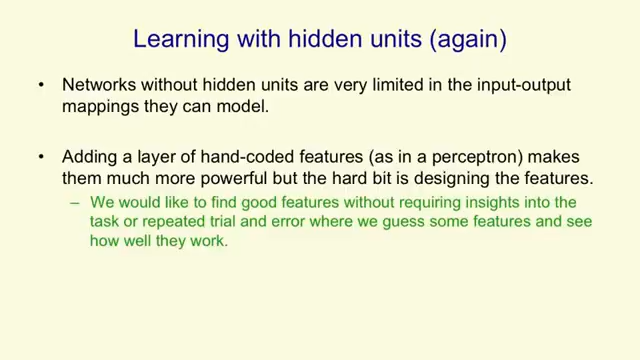 Learning with hidden units (again)
• Networks without hidden units are very limited in the input-output
mappings they can model.
• Adding a layer of hand-coded features (as in a perceptron) makes
them much more powerful but the hard bit is designing the features.
– We would like to find good features without requiring insights into the
task or repeated trial and error where we guess some features and see
how well they work.